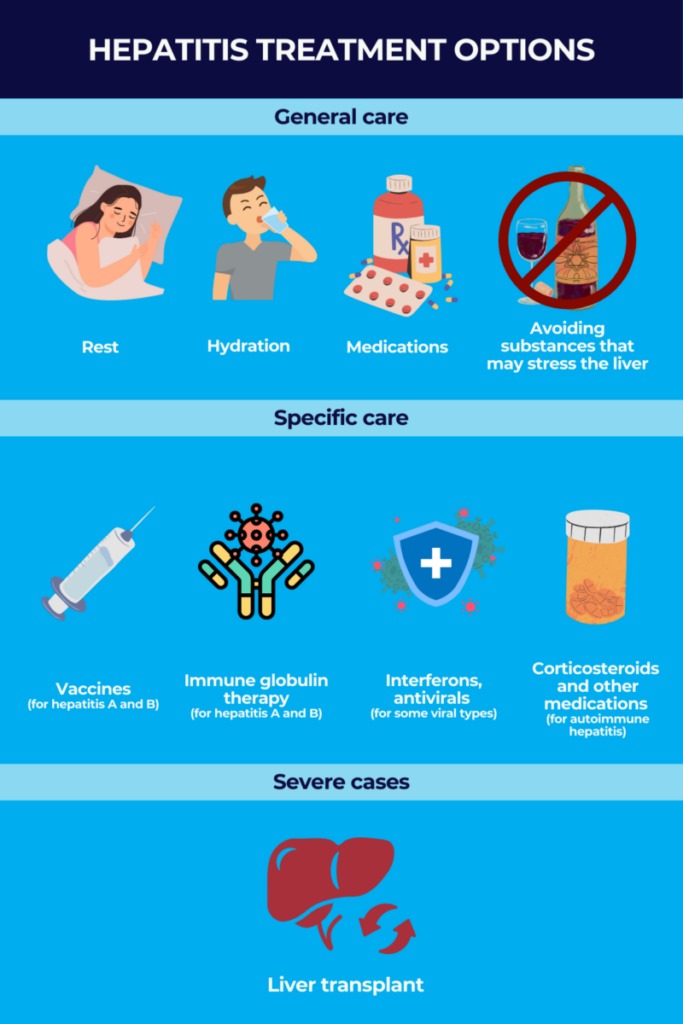 HEPATITIS TREATMENT OPTIONS
General care
Rx
Rest
Hydration
Medications
Avoiding
substances that
may stress the liver
Specific care
Vaccines
(for hepatitis A and B)
Immune globulin
therapy
(for hepatitis A and B)
Interferons,
antivirals
(for some viral types)
Corticosteroids
and other
medications
(for autoimmune
hepatitis)
Severe cases
Liver transplant